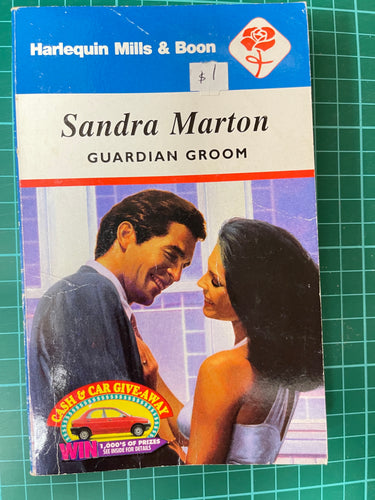 Harlequin Mills & Boon
$1
Sandra Marton
GUARDIAN GROOM
CASH & CAR GIVE-AWAY
WIN 1,000'S OF PRIZES
SEE INSIDE FOR DETAILS